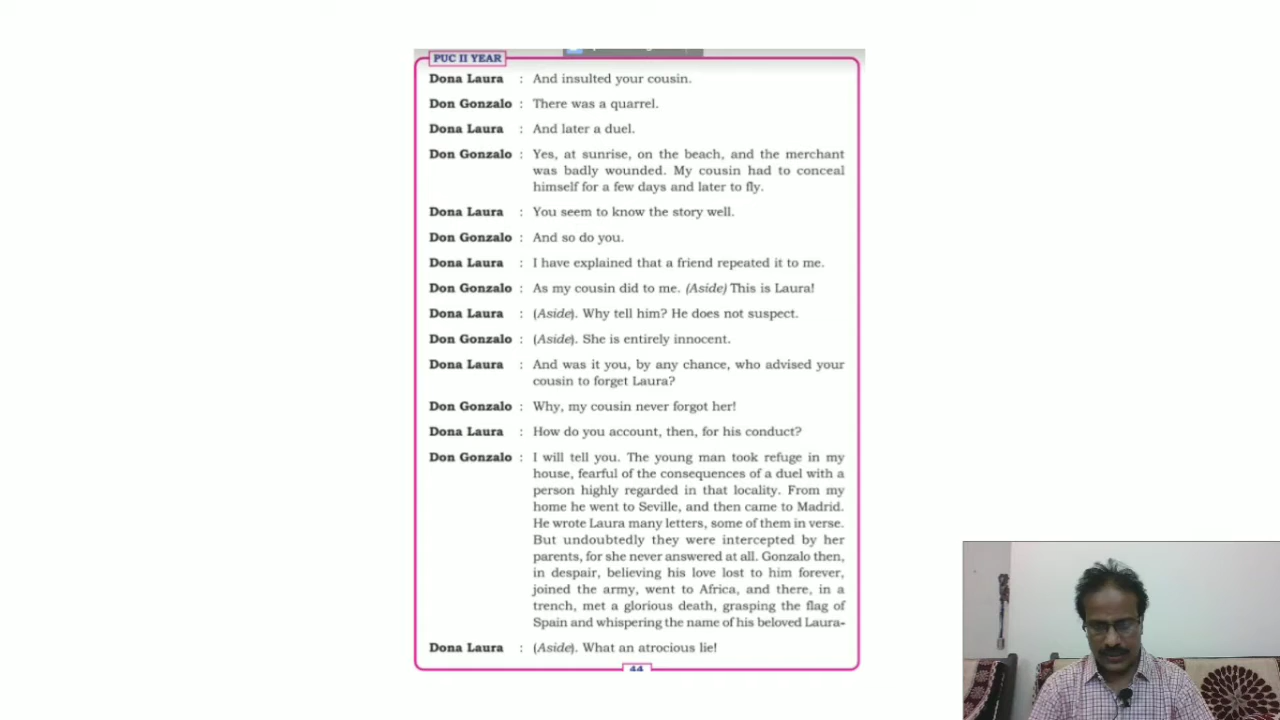 PUC II YEAR
Dona Laura : And insulted your cousin.
Don Gonzalo : There was a quarrel.
Dona Laura : And later a duel.
Don Gonzalo : Yes, at sunrise, on the beach, and the merchant
was badly wounded. My cousin had to conceal
himself for a few days and later to fly.
Dona Laura : You seem to know the story well.
Don Gonzalo : And so do you.
Dona Laura : I have explained that a friend repeated it to me.
Don Gonzalo : As my cousin did to me. (Aside) This is Laura!
Dona Laura : (Aside). Why tell him? He does not suspect.
Don Gonzalo : (Aside). She is entirely innocent.
Dona Laura : And was it you, by any chance, who advised your
cousin to forget Laura?
Don Gonzalo : Why, my cousin never forgot her!
Dona Laura : How do you account, then, for his conduct?
Don Gonzalo : I will tell you. The young man took refuge in my
house, fearful of the consequences of a duel with a
person highly regarded in that locality. From my
home he went to Seville, and then came to Madrid.
He wrote Laura many letters, some of them in verse.
But undoubtedly they were intercepted by her
parents, for she never answered at all. Gonzalo then,
in despair, believing his love lost to him forever,
joined the army, went to Africa, and there, in a
trench, met a glorious death, grasping the flag of
Spain and whispering the name of his beloved Laura-
Dona Laura : (Aside). What an atrocious lie!
44